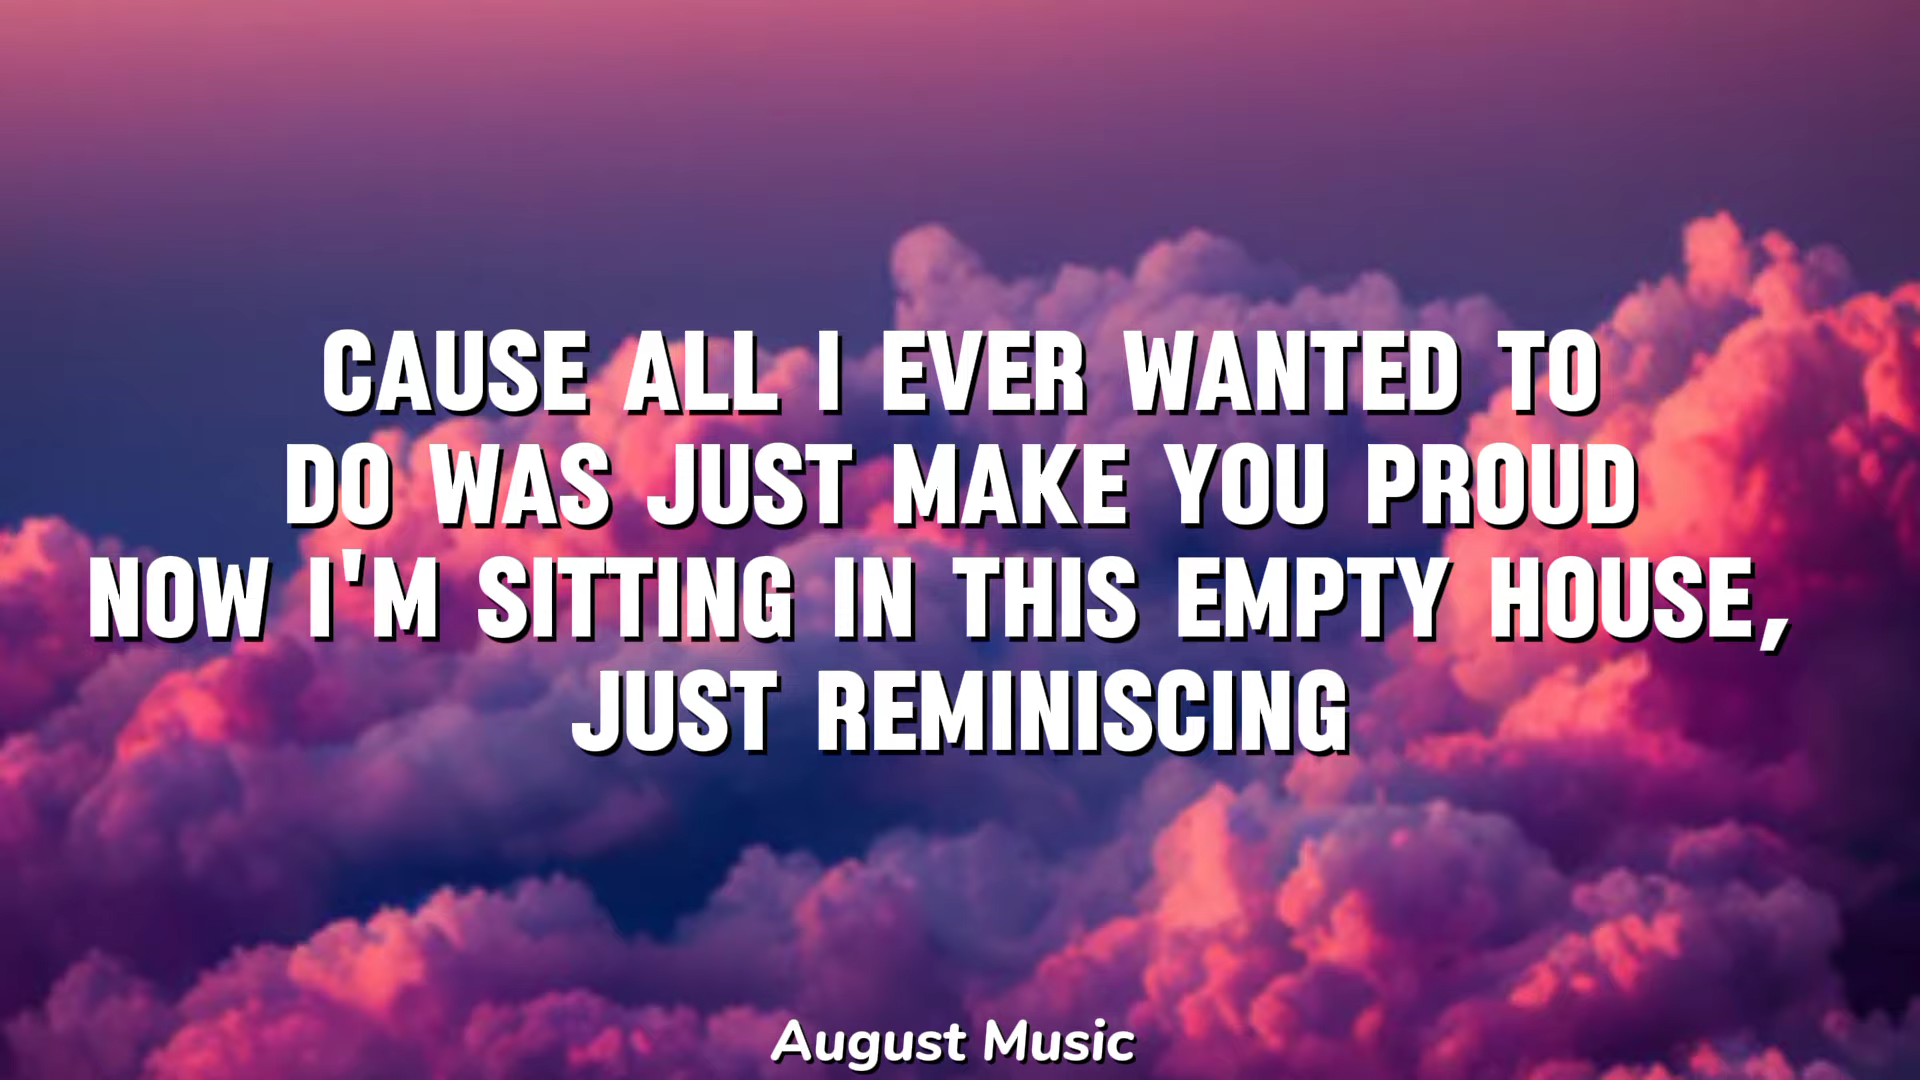 CAUSE ALL I EVER WANTED TO
DO WAS JUST MAKE YOU PROUD
NOW I'M SITTING IN THIS EMPTY HOUSE,
JUST REMINISCING
August Music